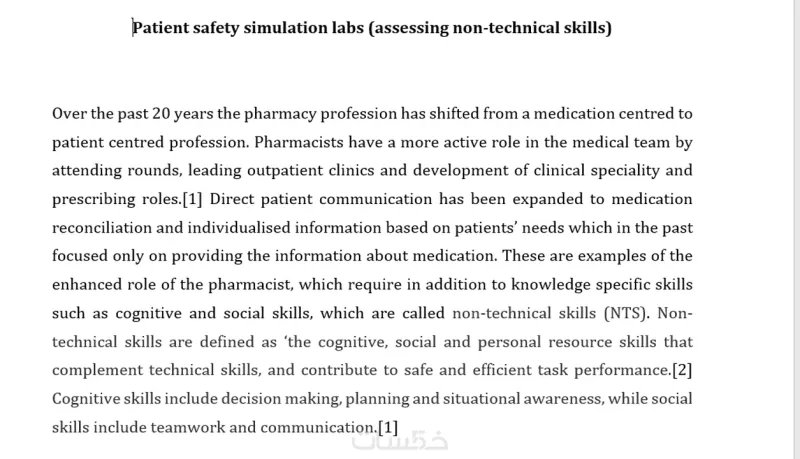 Patient safety simulation labs (assessing non-technical skills)
Over the past 20 years the pharmacy profession has shifted from a medication centred to
patient centred profession. Pharmacists have a more active role in the medical team by
attending rounds, leading outpatient clinics and development of clinical speciality and
prescribing roles.[1] Direct patient communication has been expanded to medication
reconciliation and individualised information based on patients’ needs which in the past
focused only on providing the information about medication. These are examples of the
enhanced role of the pharmacist, which require in addition to knowledge specific skills
such as cognitive and social skills, which are called non-technical skills (NTS). Non-
technical skills are defined as ‘the cognitive, social and personal resource skills that
complement technical skills, and contribute to safe and efficient task performance.[2]
Cognitive skills include decision making, planning and situational awareness, while social
skills include teamwork and communication.[1]
خمسات